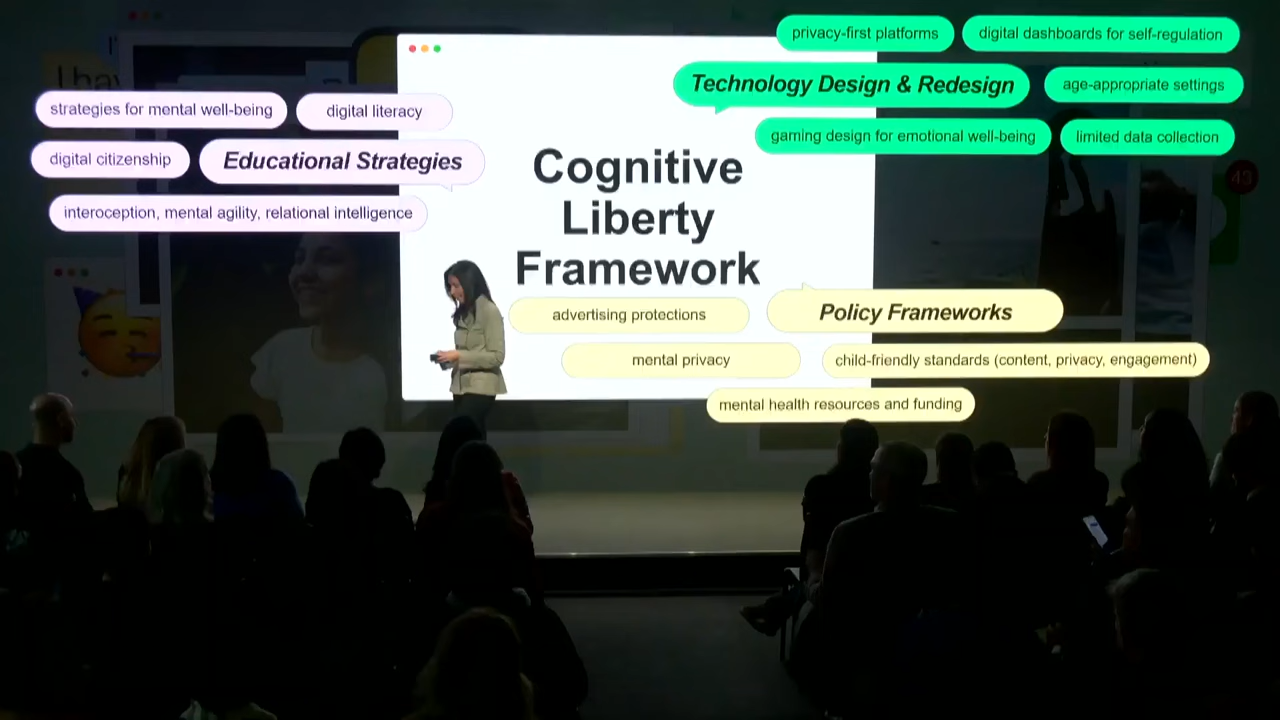 privacy-first platforms
digital dashboards for self-regulation
Technology Design & Redesign
age-appropriate settings
gaming design for emotional well-being
limited data collection
I hav
strategies for mental well-being
digital literacy
digital citizenship
Educational Strategies
interoception, mental agility, relational intelligence
Cognitive
Liberty
Framework
43
advertising protections
Policy Frameworks
mental privacy
child-friendly standards (content, privacy, engagement)
mental health resources and funding